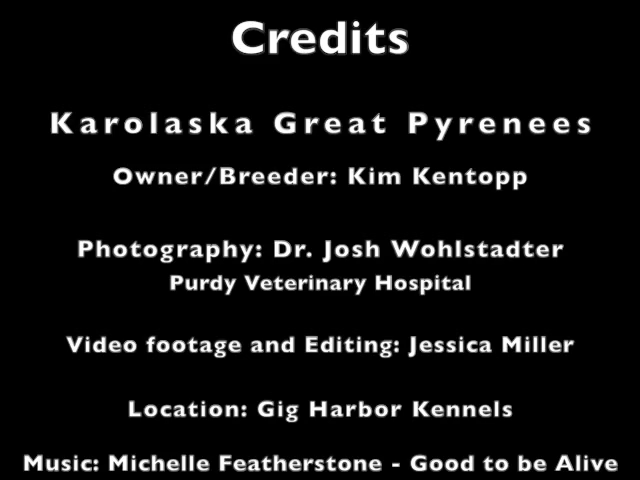 Credits
Karolaska Great Pyrenees
Owner/Breeder: Kim Kentopp
Photography: Dr. Josh Wohlstadter
Purdy Veterinary Hospital
Video footage and Editing: Jessica Miller
Location: Gig Harbor Kennels
Music: Michelle Featherstone - Good to be Alive